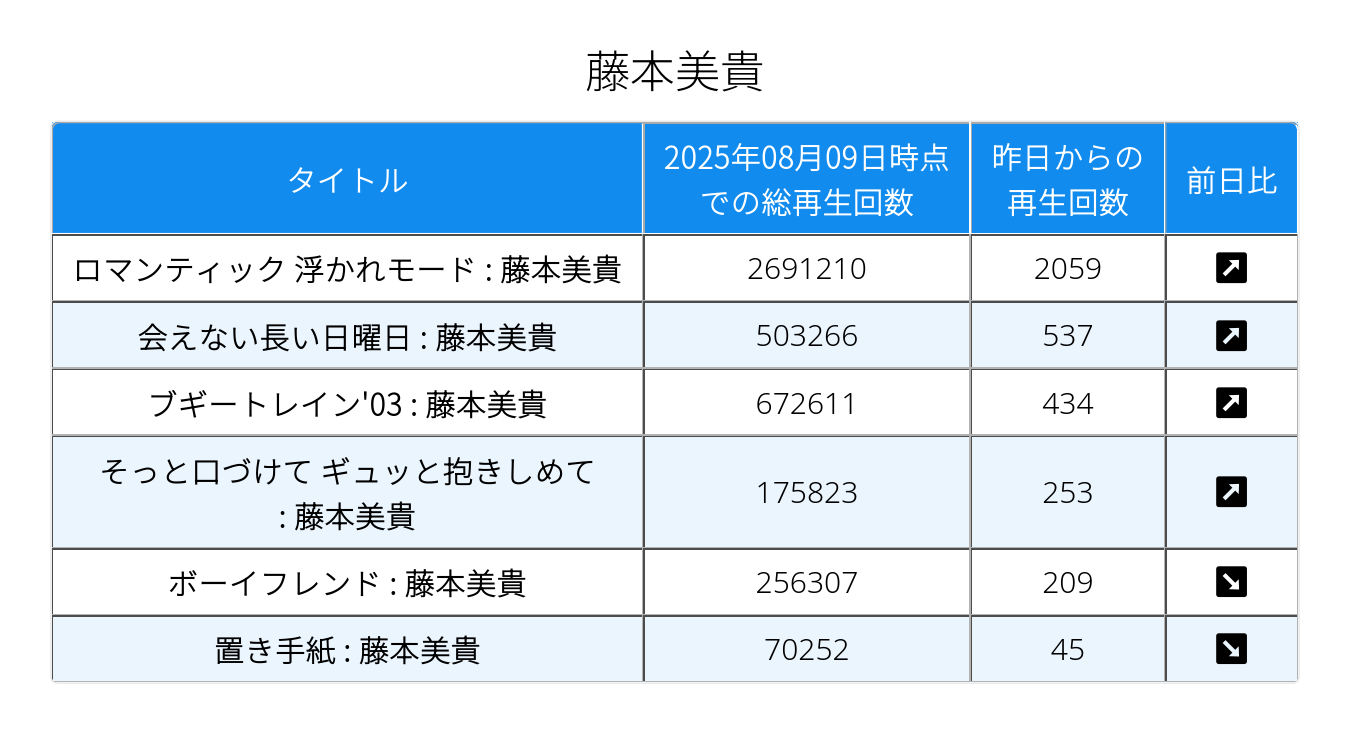 藤本美貴
タイトル
2025年08月09日時点
での総再生回数
昨日からの
再生回数
前日比
ロマンティック 浮かれモード : 藤本美貴
2691210
2059
↗
会えない長い日曜日 : 藤本美貴
503266
537
↗
ブギートレイン'03 : 藤本美貴
672611
434
↗
そっと口づけて ギュッと抱きしめて
: 藤本美貴
175823
253
↗
ボーイフレンド : 藤本美貴
256307
209
↘
置き手紙 : 藤本美貴
70252
45
↘